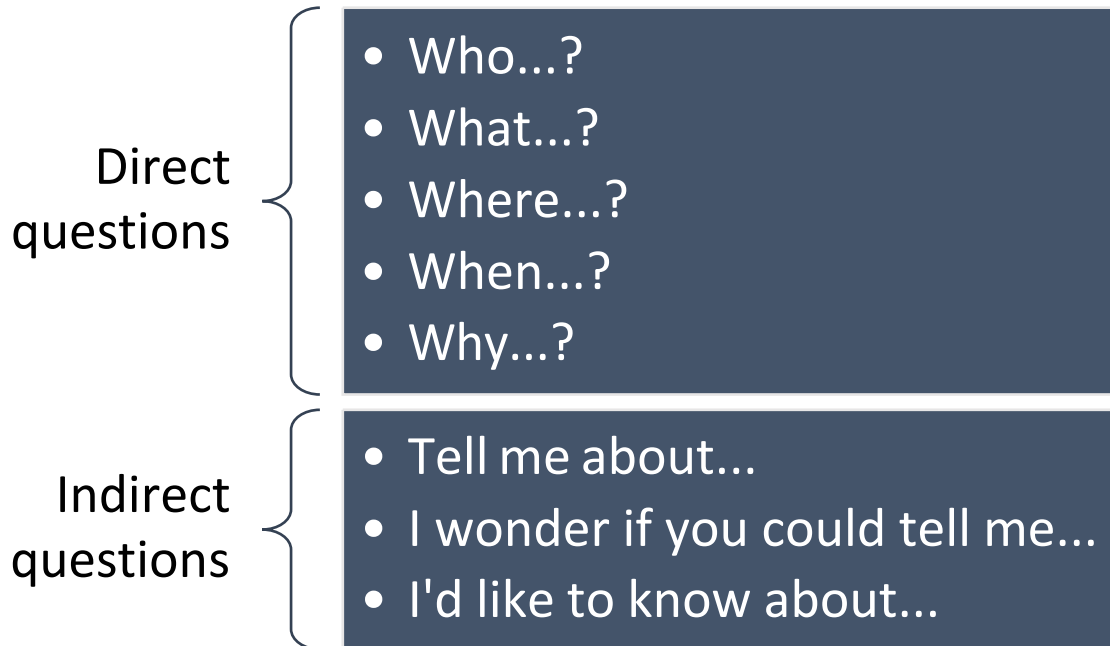 Direct
questions
• Who...?
• What...?
• Where...?
• When...?
• Why...?
Indirect
questions
• Tell me about...
• I wonder if you could tell me...
• I'd like to know about...